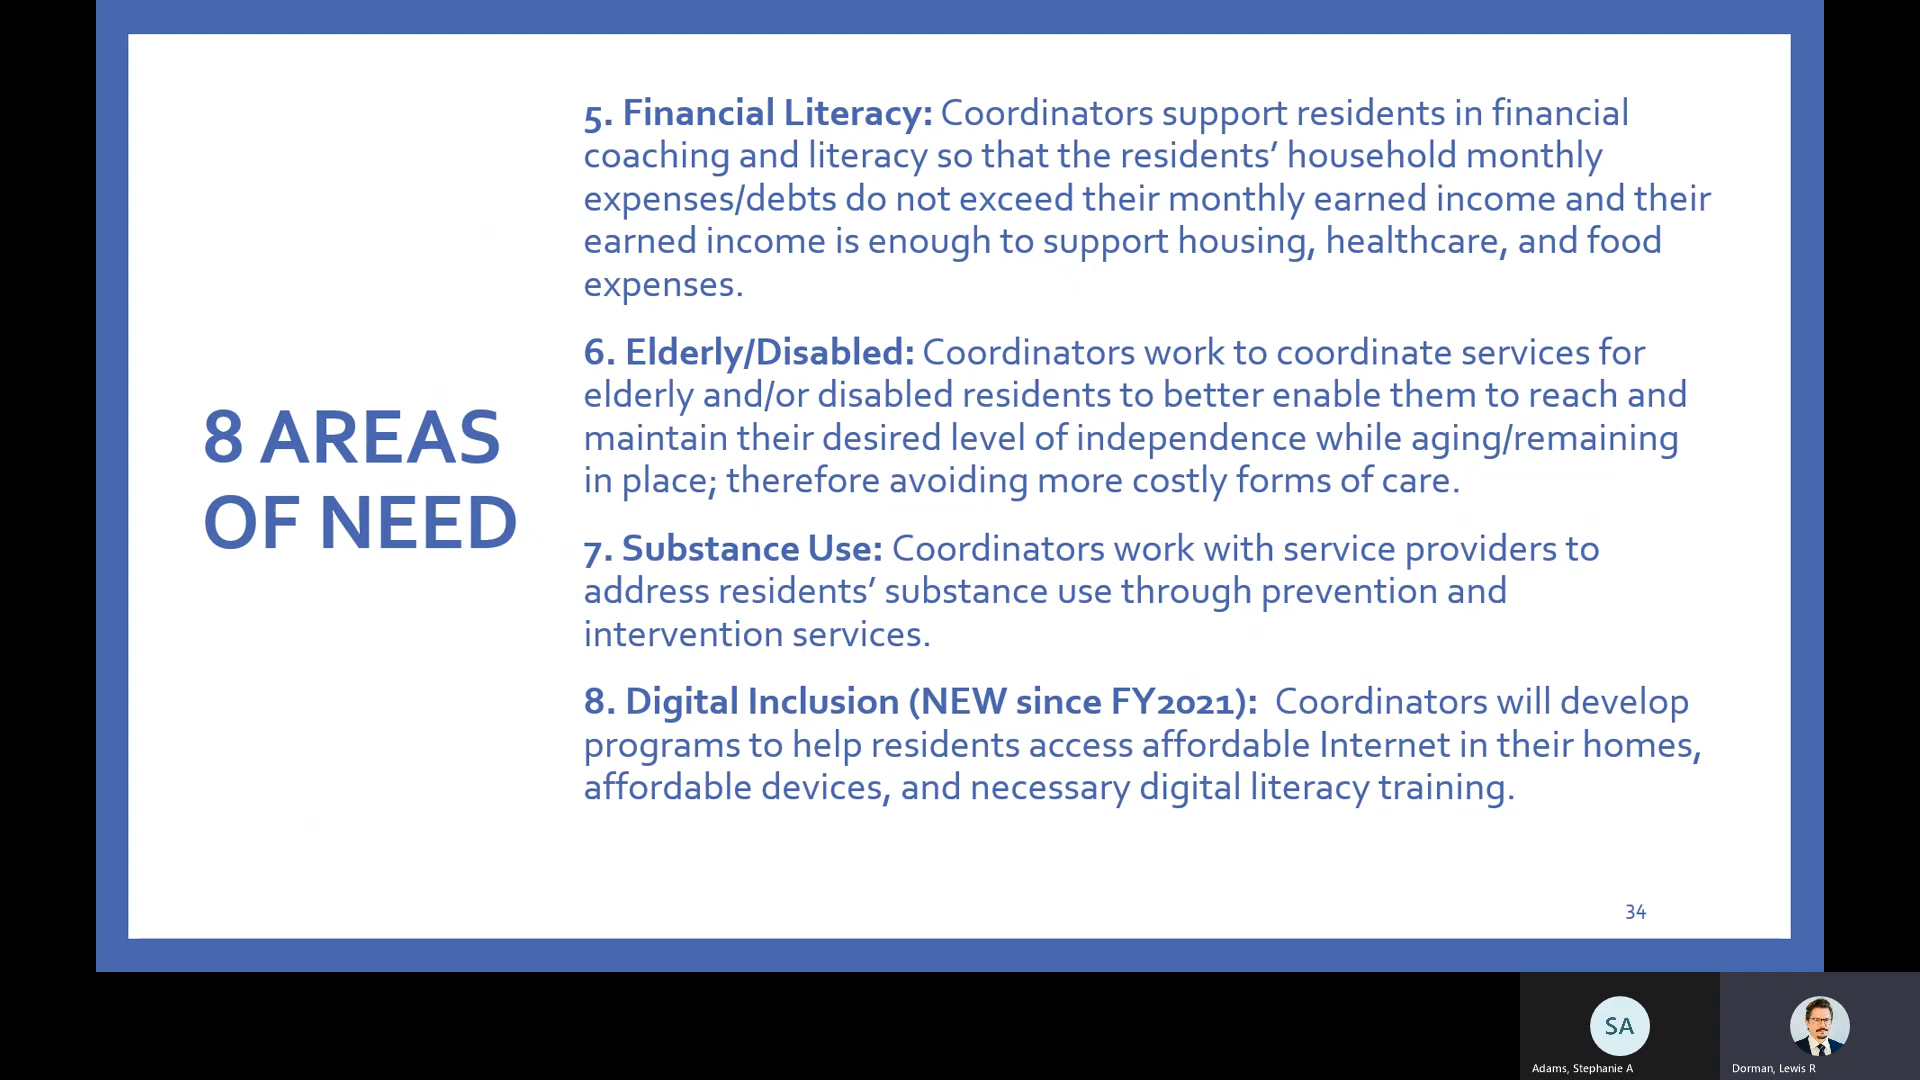 8 AREAS
OF NEED
5. Financial Literacy: Coordinators support residents in financial
coaching and literacy so that the residents’ household monthly
expenses/debts do not exceed their monthly earned income and their
earned income is enough to support housing, healthcare, and food
expenses.
6. Elderly/Disabled: Coordinators work to coordinate services for
elderly and/or disabled residents to better enable them to reach and
maintain their desired level of independence while aging/remaining
in place; therefore avoiding more costly forms of care.
7. Substance Use: Coordinators work with service providers to
address residents’ substance use through prevention and
intervention services.
8. Digital Inclusion (NEW since FY2021): Coordinators will develop
programs to help residents access affordable Internet in their homes,
affordable devices, and necessary digital literacy training.
34
SA
Adams, Stephanie A
Dorman, Lewis R